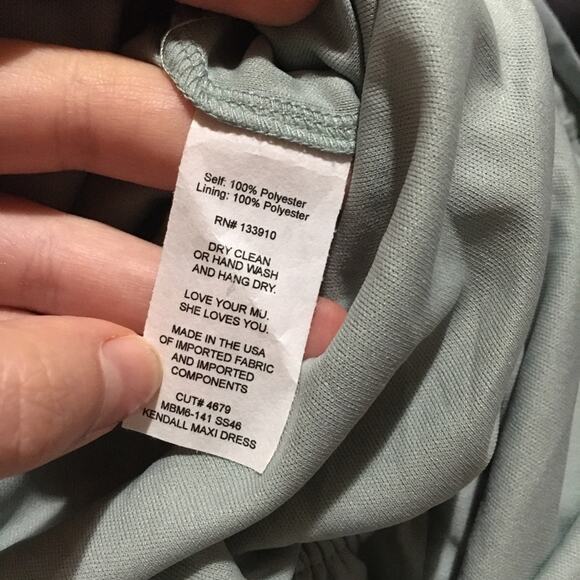 Self: 100% Polyester
Lining: 100% Polyester
RN# 133910
DRY CLEAN
OR HAND WASH
AND HANG DRY.
LOVE YOUR MU.
SHE LOVES YOU.
MADE IN THE USA
OF IMPORTED FABRIC
AND IMPORTED
COMPONENTS
CUT# 4679
MBM6-141 SS46
KENDALL MAXI DRESS